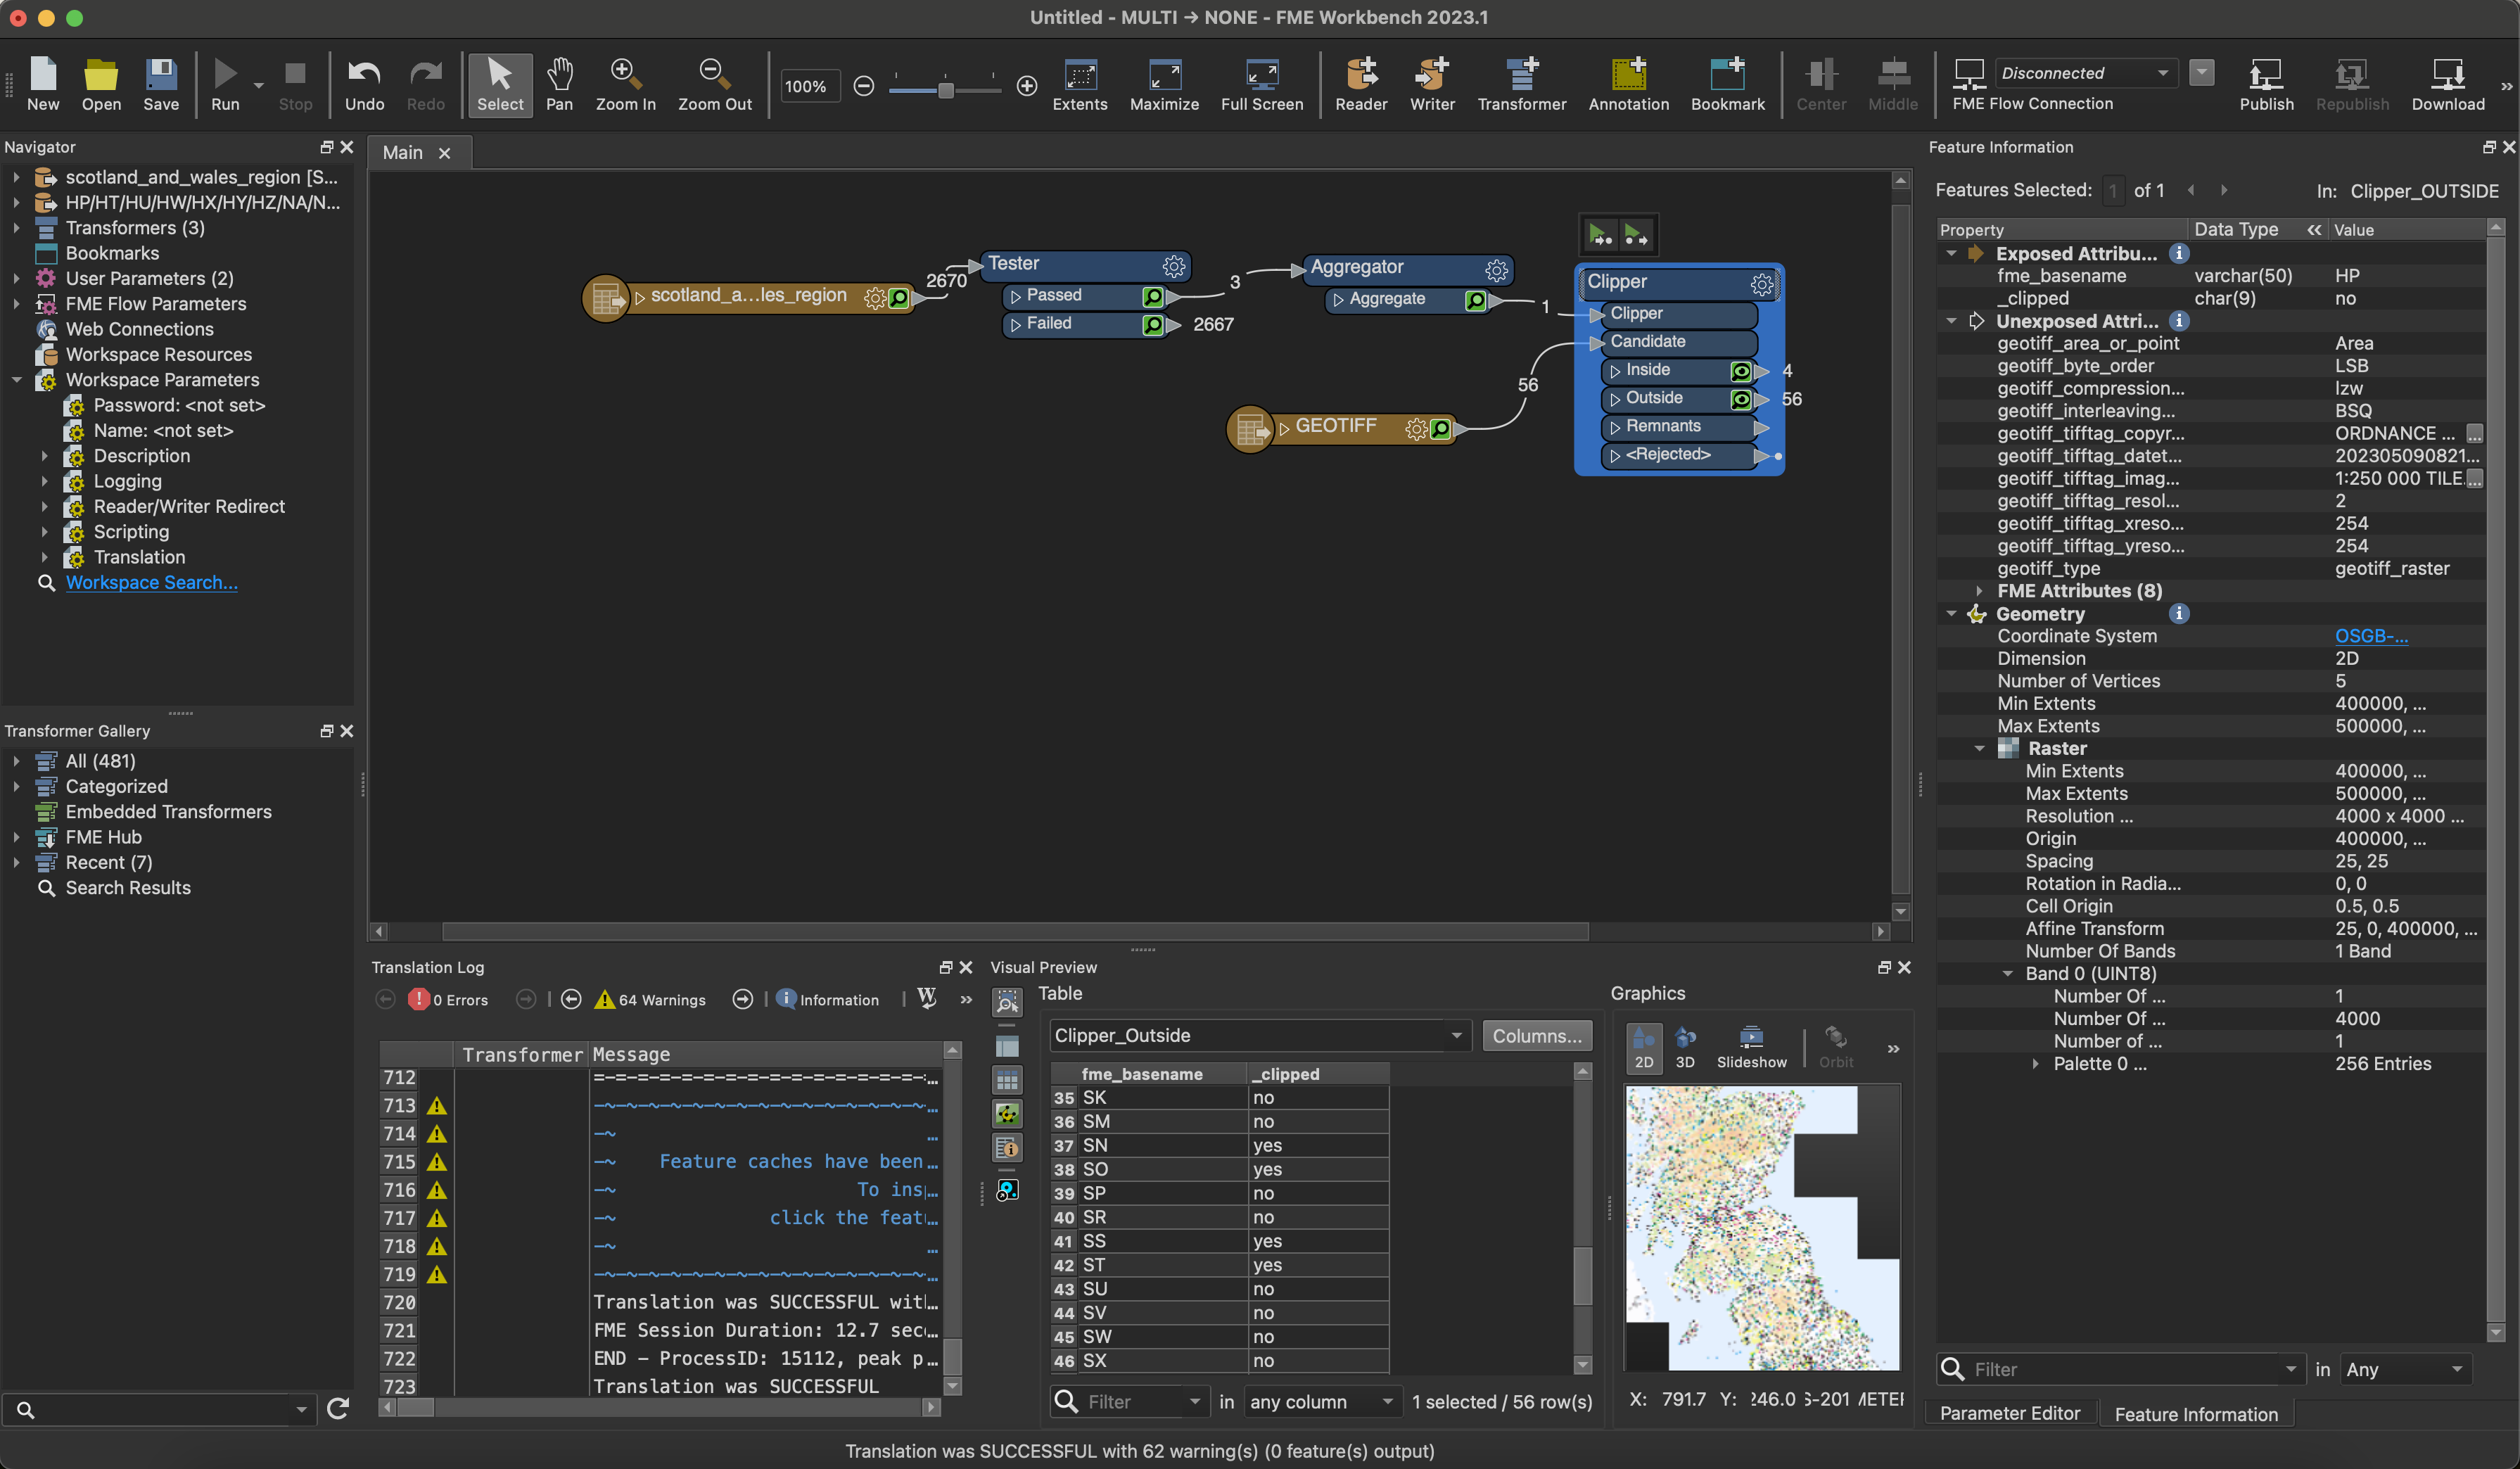 Untitled - MULTI → NONE - FME Workbench 2023.1
New Open Save Run Stop Undo Redo Select Pan Zoom In Zoom Out 100% Extents Maximize Full Screen Reader Writer Transformer Annotation Bookmark Center Middle Disconnected FME Flow Connection Publish Republish Download »
Navigator
scotland_and_wales_region [S...
HP/HT/HU/HW/HX/HY/HZ/NA/N...
Transformers (3)
Bookmarks
User Parameters (2)
FME Flow Parameters
Web Connections
Workspace Resources
Workspace Parameters
Password: <not set>
Name: <not set>
Description
Logging
Reader/Writer Redirect
Scripting
Translation
Workspace Search...
Transformer Gallery
All (481)
Categorized
Embedded Transformers
FME Hub
Recent (7)
Search Results
Main
scotland_a...les_region
2670
Tester
Passed
Failed
3
2667
Aggregator
Aggregate
1
GEOTIFF
56
Clipper
Clipper
Candidate
Inside 4
Outside 56
Remnants
<Rejected>
Translation Log
0 Errors 64 Warnings Information W »
Transformer Message
712 =-=-=-=-=-=-=-=-=-=-=-=-=-=-=-...
713 -~-~-~-~-~-~-~-~-~-~-~-~-~-~-~-...
714 -~ ...
715 -~ Feature caches have been...
716 -~ To ins...
717 -~ click the feat...
718 -~ ...
719 -~-~-~-~-~-~-~-~-~-~-~-~-~-~-~-...
720 Translation was SUCCESSFUL wit...
721 FME Session Duration: 12.7 sec...
722 END - ProcessID: 15112, peak p...
723 Translation was SUCCESSFUL
Visual Preview
Table
Clipper_Outside Columns...
fme_basename _clipped
35 SK no
36 SM no
37 SN yes
38 SO yes
39 SP no
40 SR no
41 SS yes
42 ST yes
43 SU no
44 SV no
45 SW no
46 SX no
Filter in any column 1 selected / 56 row(s)
Graphics
2D 3D Slideshow Orbit »
X: 791.7 Y: 246.0 S-201 METER
Feature Information
Features Selected: 1 of 1 In: Clipper_OUTSIDE
Property Data Type « Value
Exposed Attribu...
fme_basename varchar(50) HP
_clipped char(9) no
Unexposed Attri...
geotiff_area_or_point Area
geotiff_byte_order LSB
geotiff_compression... lzw
geotiff_interleaving... BSQ
geotiff_tifftag_copyr... ORDNANCE ... ...
geotiff_tifftag_datet... 202305090821...
geotiff_tifftag_imag... 1:250 000 TILE ...
geotiff_tifftag_resol... 2
geotiff_tifftag_xreso... 254
geotiff_tifftag_yreso... 254
geotiff_type geotiff_raster
FME Attributes (8)
Geometry
Coordinate System OSGB-...
Dimension 2D
Number of Vertices 5
Min Extents 400000, ...
Max Extents 500000, ...
Raster
Min Extents 400000, ...
Max Extents 500000, ...
Resolution ... 4000 x 4000 ...
Origin 400000, ...
Spacing 25, 25
Rotation in Radia... 0, 0
Cell Origin 0.5, 0.5
Affine Transform 25, 0, 400000, ...
Number Of Bands 1 Band
Band 0 (UINT8)
Number Of ... 1
Number Of ... 4000
Number of ... 1
Palette 0 ... 256 Entries
Filter in Any
Parameter Editor Feature Information
Translation was SUCCESSFUL with 62 warning(s) (0 feature(s) output)